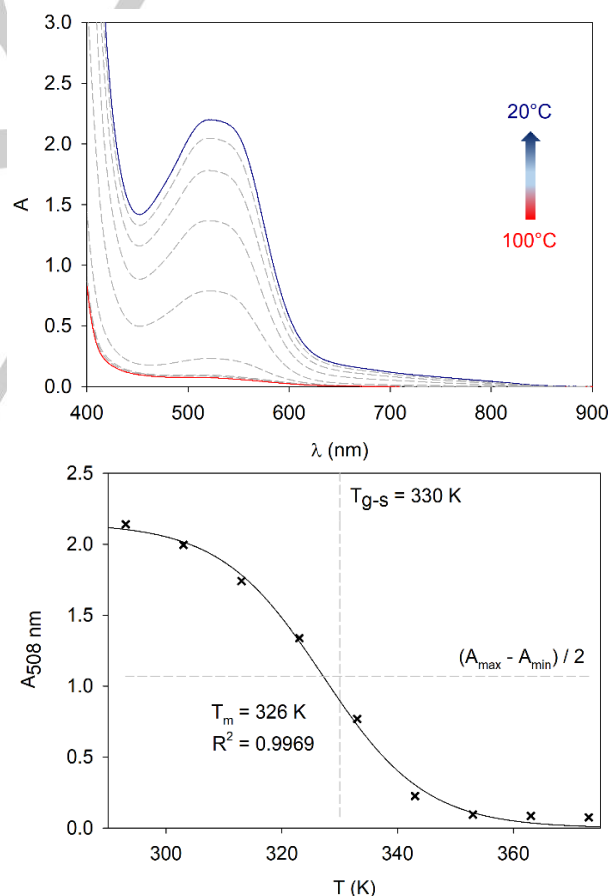 3.0
2.5
2.0
1.5
1.0
0.5
0.0
A
20°C
100°C
400 500 600 700 800 900
λ (nm)
2.5
2.0
1.5
1.0
0.5
0.0
A508 nm
Tg-s = 330 K
(Amax - Amin) / 2
Tm = 326 K
R² = 0.9969
300 320 340 360
T (K)